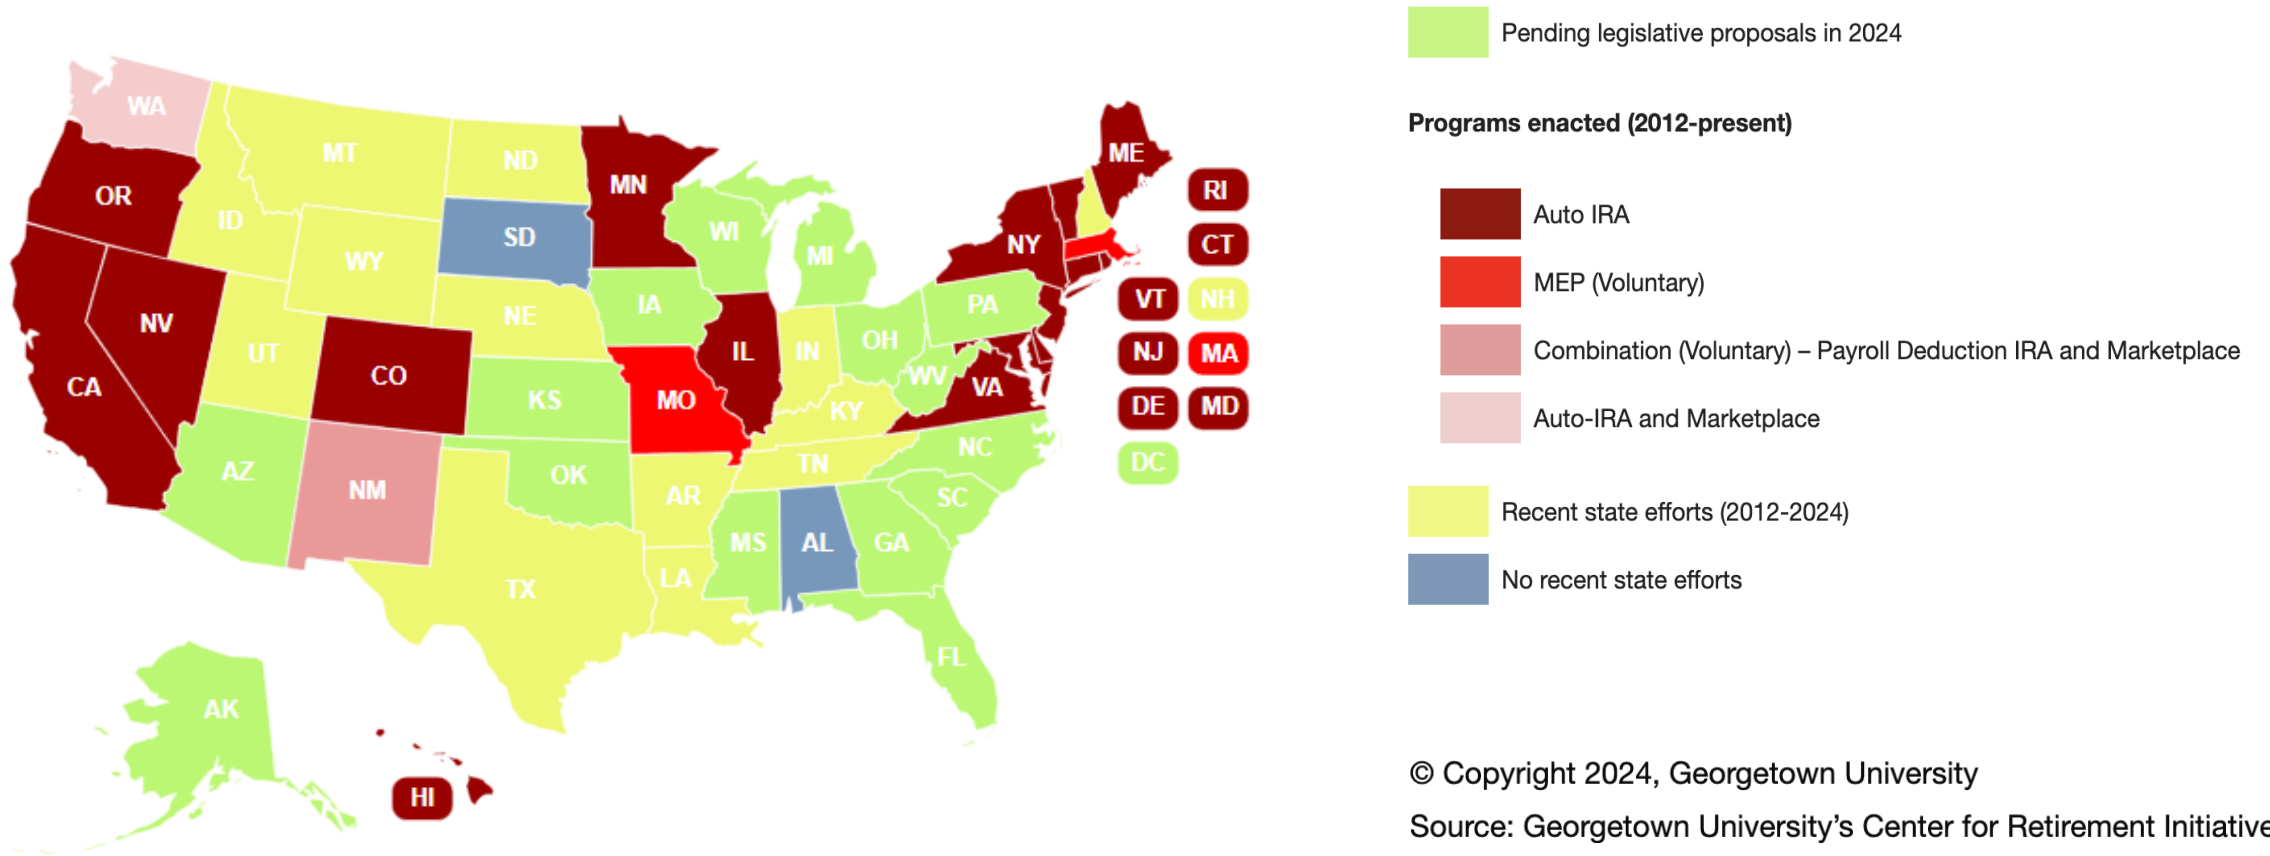 WA
MT
ND
MN
ME
OR
ID
SD
WI
RI
NY
CT
WY
MI
IA
PA
VT
NH
NV
NE
OH
UT
IL
IN
NJ
MA
CO
WV
VA
CA
KS
MO
KY
DE
MD
NC
AZ
OK
TN
DC
NM
AR
SC
MS
AL
GA
LA
TX
FL
AK
HI
Pending legislative proposals in 2024
Programs enacted (2012-present)
Auto IRA
MEP (Voluntary)
Combination (Voluntary) – Payroll Deduction IRA and Marketplace
Auto-IRA and Marketplace
Recent state efforts (2012-2024)
No recent state efforts
© Copyright 2024, Georgetown University
Source: Georgetown University's Center for Retirement Initiative